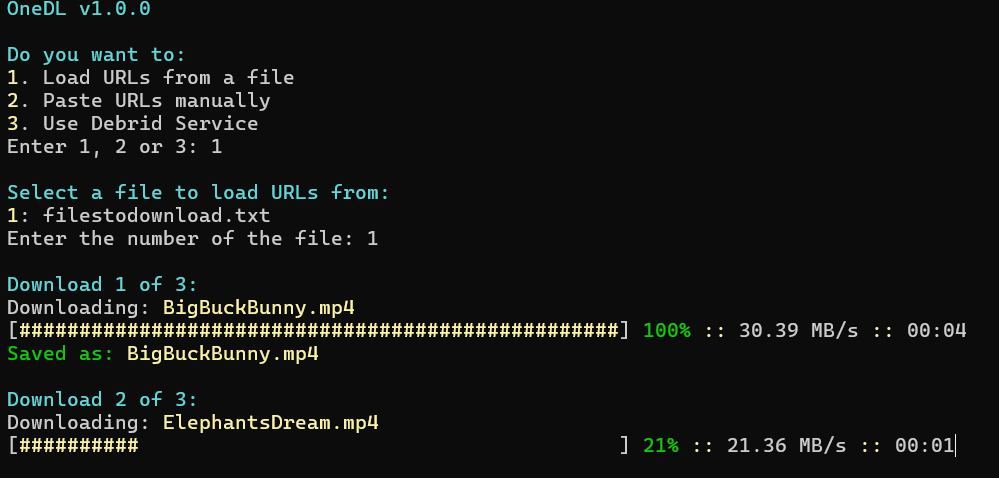 OneDL v1.0.0
Do you want to:
1. Load URLs from a file
2. Paste URLs manually
3. Use Debrid Service
Enter 1, 2 or 3: 1
Select a file to load URLs from:
1: filestodownload.txt
Enter the number of the file: 1
Download 1 of 3:
Downloading: BigBuckBunny.mp4
[##################################################] 100% :: 30.39 MB/s :: 00:04
Saved as: BigBuckBunny.mp4
Download 2 of 3:
Downloading: ElephantsDream.mp4
[##########                                        ] 21% :: 21.36 MB/s :: 00:01